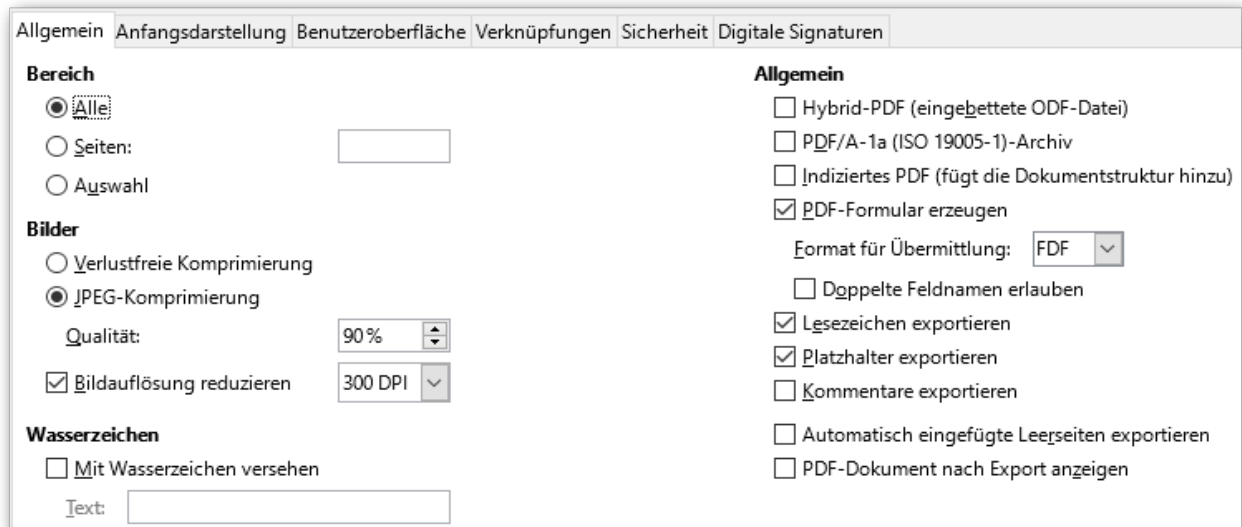 Allgemein Anfangsdarstellung Benutzeroberfläche Verknüpfungen Sicherheit Digitale Signaturen
Bereich
Alle
Seiten:
Auswahl
Bilder
Verlustfreie Komprimierung
JPEG-Komprimierung
Qualität: 90%
Bildauflösung reduzieren 300 DPI
Wasserzeichen
Mit Wasserzeichen versehen
Text:
Allgemein
Hybrid-PDF (eingebettete ODF-Datei)
PDF/A-1a (ISO 19005-1)-Archiv
Indiziertes PDF (fügt die Dokumentstruktur hinzu)
PDF-Formular erzeugen
Format für Übermittlung: FDF
Doppelte Feldnamen erlauben
Lesezeichen exportieren
Platzhalter exportieren
Kommentare exportieren
Automatisch eingefügte Leerseiten exportieren
PDF-Dokument nach Export anzeigen